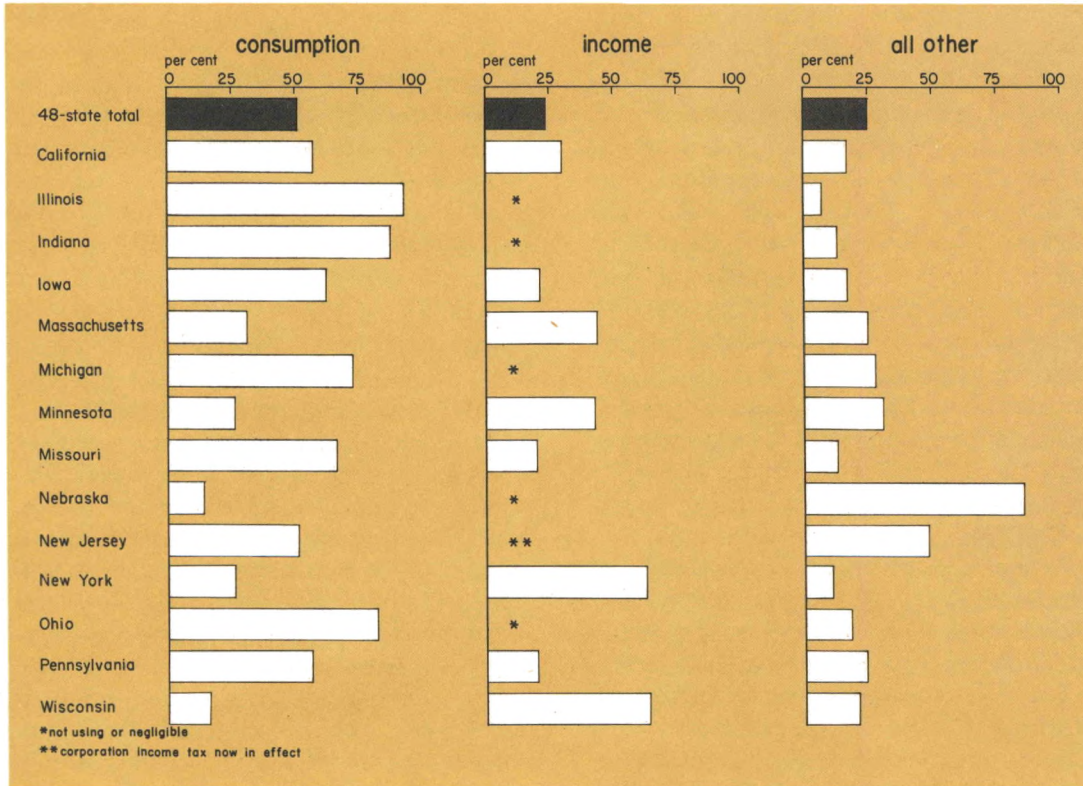 consumption income all other
per cent per cent per cent
0 25 50 75 100 0 25 50 75 100 0 25 50 75 100
48-state total
California
Illinois *
Indiana *
Iowa
Massachusetts
Michigan *
Minnesota
Missouri
Nebraska *
New Jersey **
New York
Ohio *
Pennsylvania
Wisconsin
*not using or negligible
**corporation income tax now in effect